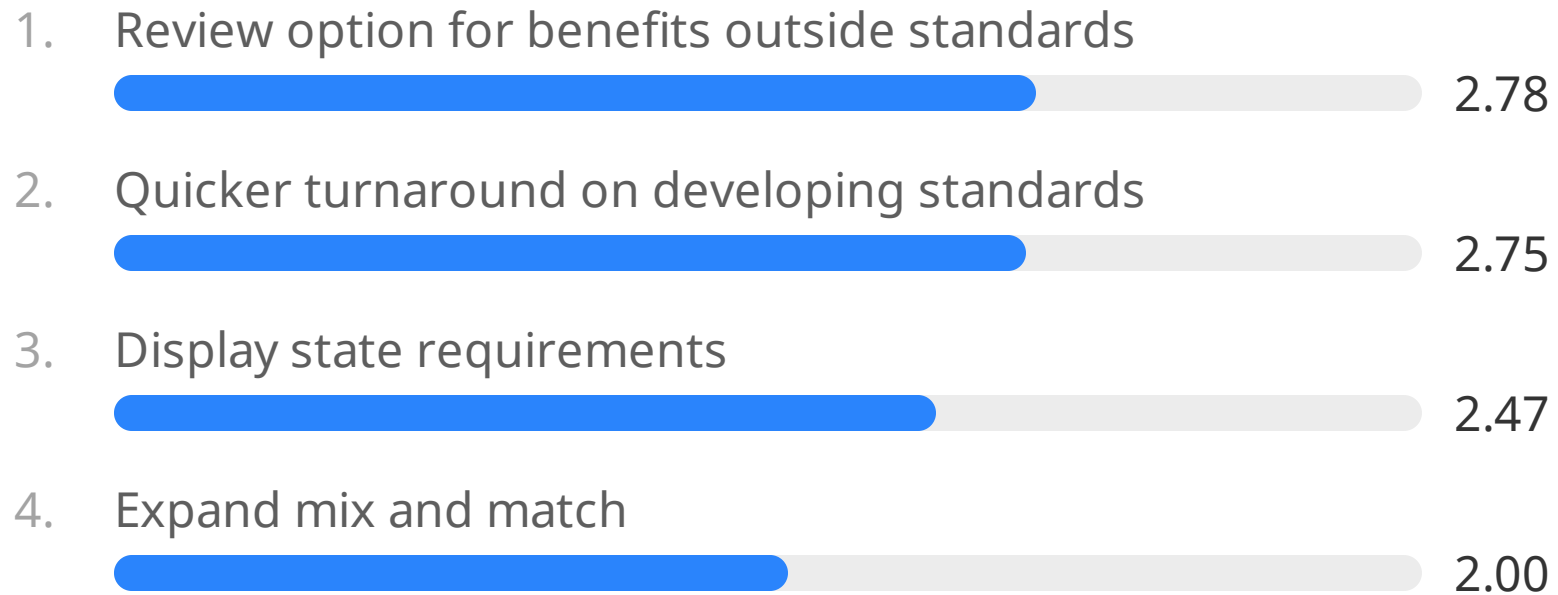 1. Review option for benefits outside standards
2.78
2. Quicker turnaround on developing standards
2.75
3. Display state requirements
2.47
4. Expand mix and match
2.00